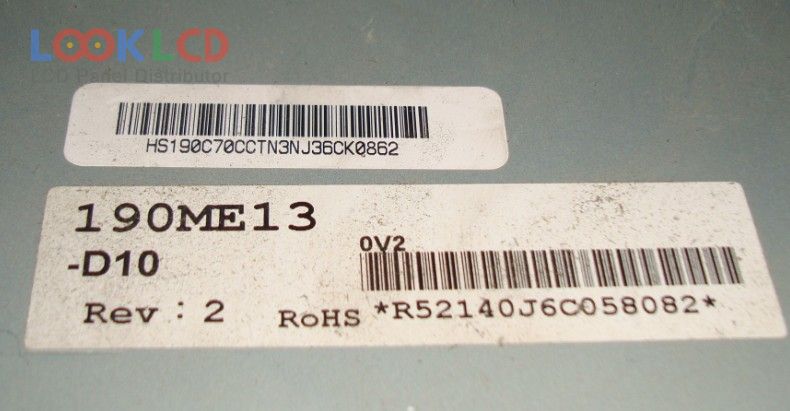 LOOKLCD
LCD Panel Distributor
HS190C70CCTN3NJ36CK0862
190ME13
-D10
0V2
Rev : 2
RoHS
*R52140J6C058082*